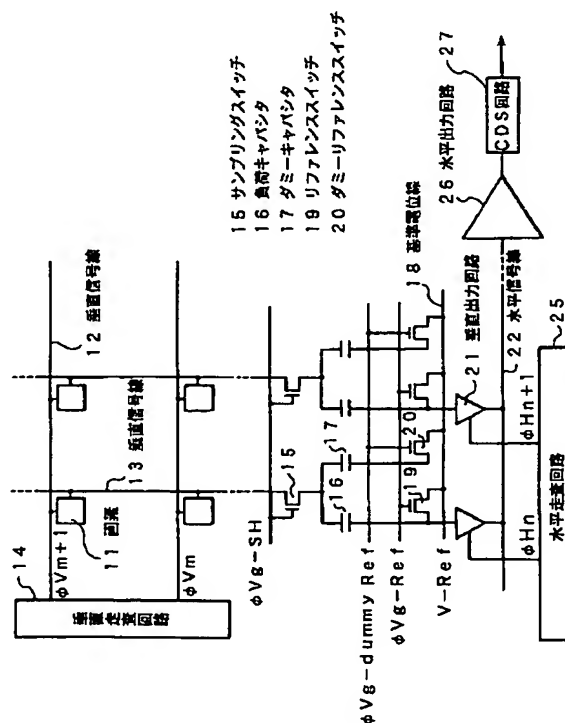 14
垂直走査回路
φVm+1
φVm
11 画素
13 垂直信号線
12 垂直信号線
φVg-SH
15
16
17
15 サンプリングスイッチ
16 負荷キャパシタ
17 ダミーキャパシタ
19 リファレンススイッチ
20 ダミーリファレンススイッチ
φVg-dummy Ref
φVg-Ref
V-Ref
19
20
18 基準電位線
21 垂直出力回路
22 水平信号線
26 水平出力回路
27
CDS回路
φHn
φHn+1
水平走査回路
25